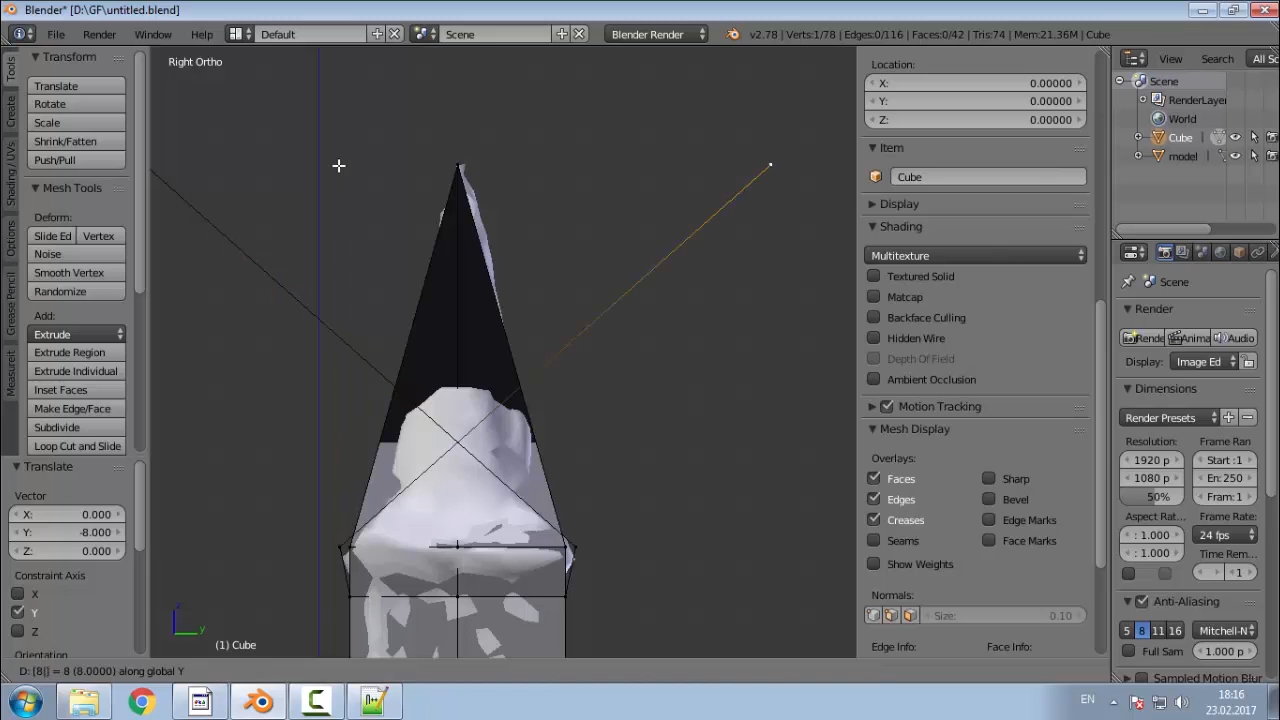 Blender* [D:\GF\untitled.blend]
File Render Window Help Default Scene Blender Render v2.78 | Verts:1/78 | Edges:0/116 | Faces:0/42 | Tris:74 | Mem:21.36M | Cube
Tools
Create
Shading / UVs
Options
Grease Pencil
Measureit
Transform
Translate
Rotate
Scale
Shrink/Fatten
Push/Pull
Mesh Tools
Deform:
Slide Ed Vertex
Noise
Smooth Vertex
Randomize
Add:
Extrude
Extrude Region
Extrude Individual
Inset Faces
Make Edge/Face
Subdivide
Loop Cut and Slide
Translate
Vector
X: 0.000
Y: -8.000
Z: 0.000
Constraint Axis
X
Y
Z
Orientation
Right Ortho
z
y
(1) Cube
D: [8|] = 8 (8.0000) along global Y
Location:
X: 0.00000
Y: 0.00000
Z: 0.00000
Item
Cube
Display
Shading
Multitexture
Textured Solid
Matcap
Backface Culling
Hidden Wire
Depth Of Field
Ambient Occlusion
Motion Tracking
Mesh Display
Overlays:
Faces Sharp
Edges Bevel
Creases Edge Marks
Seams Face Marks
Show Weights
Normals:
Size: 0.10
Edge Info: Face Info:
View Search All Sc
Scene
RenderLayer
World
Cube
model
Scene
Render
Rende Anima Audio
Display: Image Ed
Dimensions
Render Presets
Resolution: Frame Ran
1920 p Start :1
1080 p En: 250
50% Fram: 1
Aspect Rat... Frame Rate:
: 1.000 24 fps
: 1.000 Time Rem...
1
Anti-Aliasing
5 8 11 16 Mitchell-N
Full Sam 1.000 p
Sampled Motion Blur
EN 18:16
23.02.2017